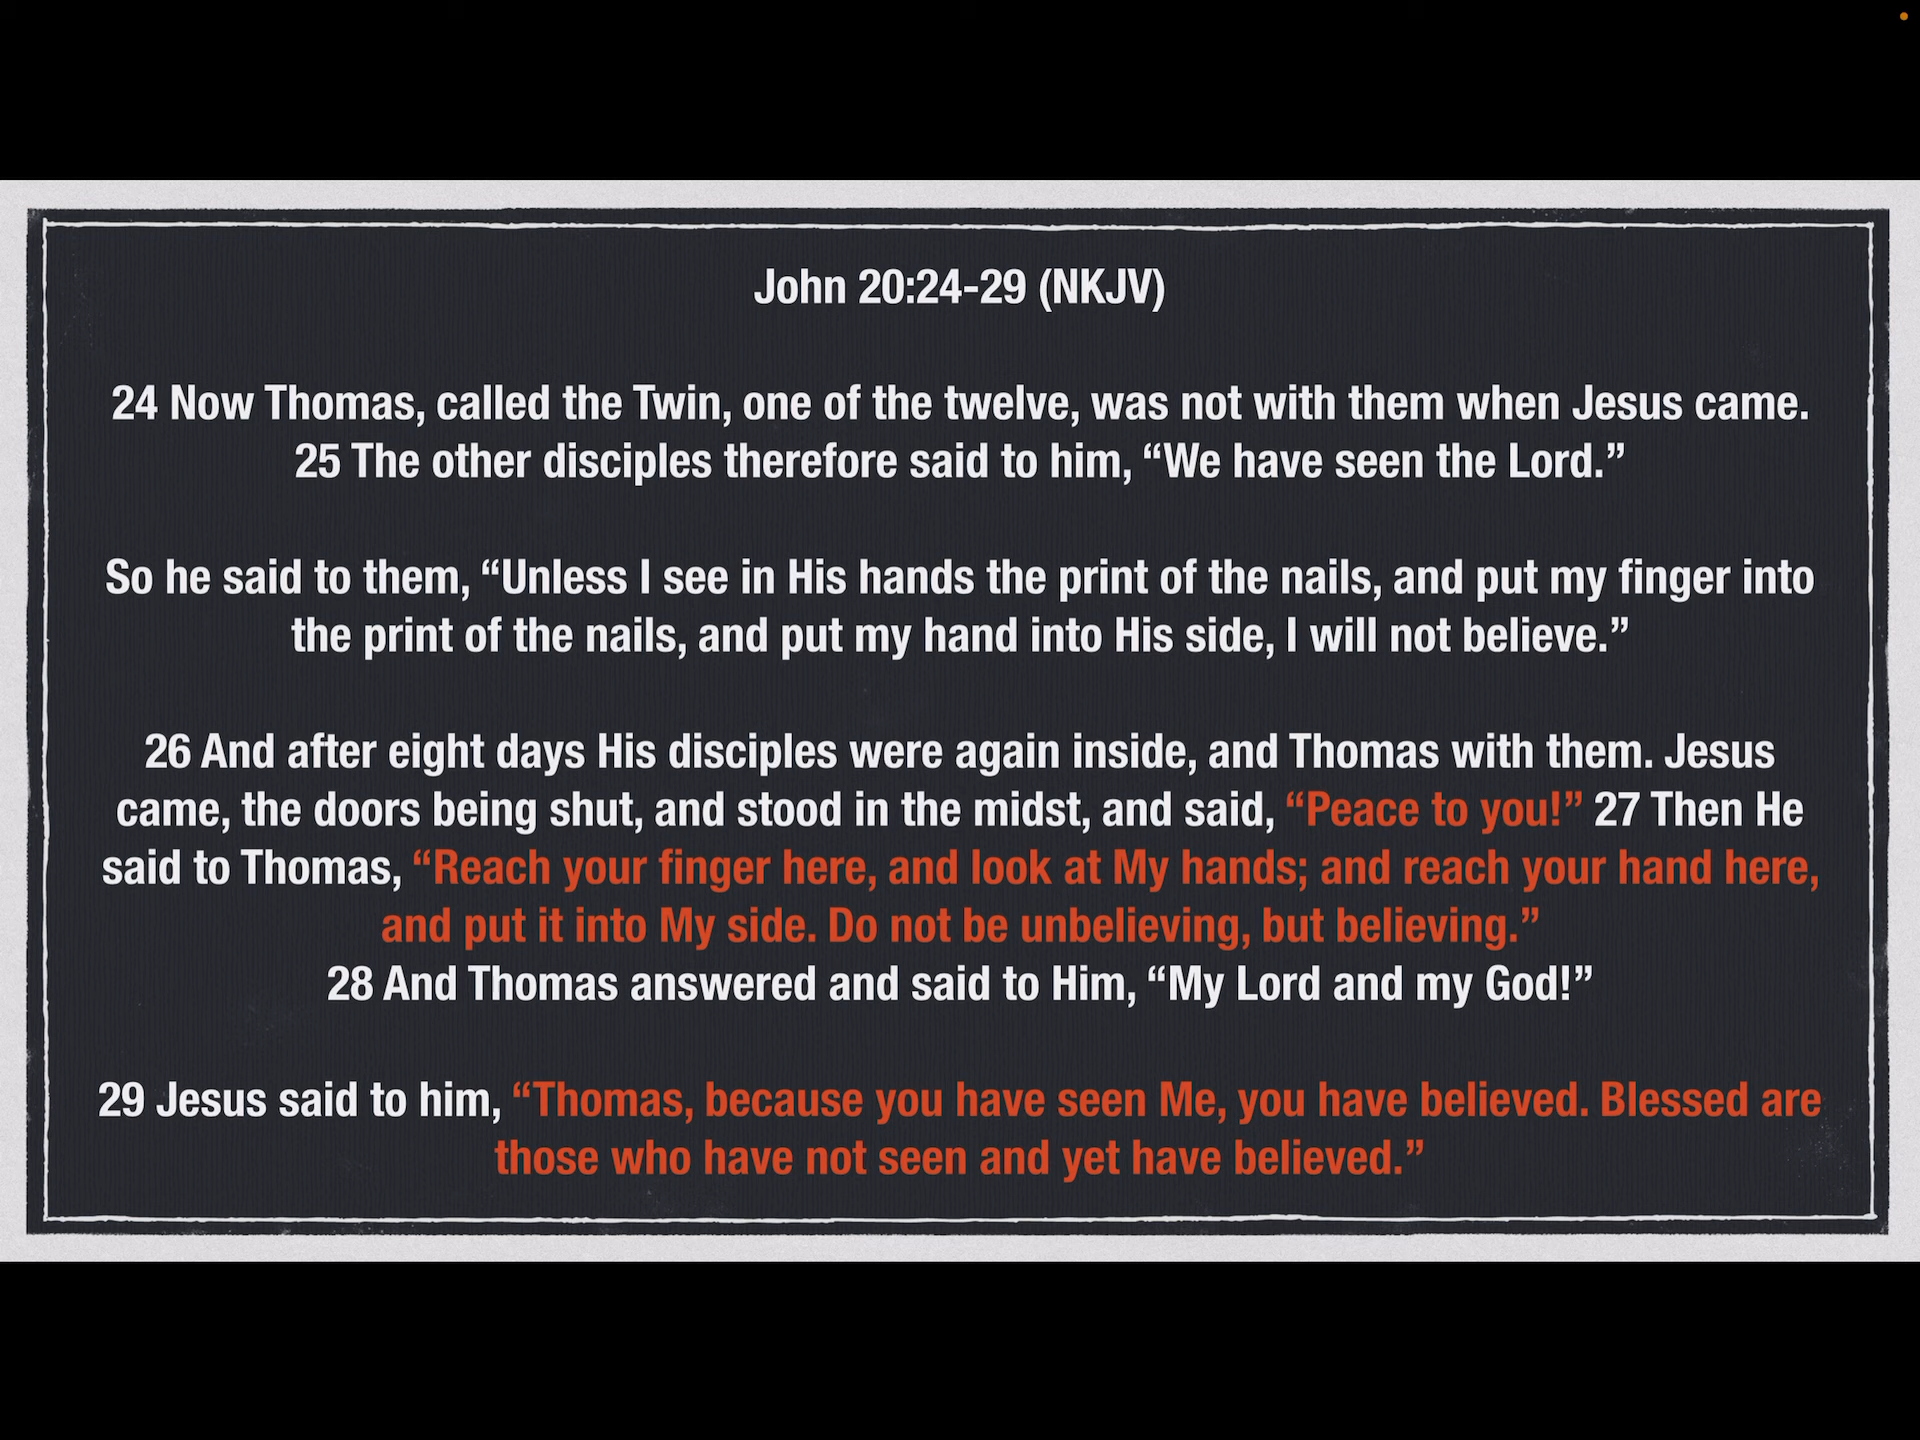 John 20:24-29 (NKJV)
24 Now Thomas, called the Twin, one of the twelve, was not with them when Jesus came.
25 The other disciples therefore said to him, “We have seen the Lord.”
So he said to them, “Unless I see in His hands the print of the nails, and put my finger into
the print of the nails, and put my hand into His side, I will not believe.”
26 And after eight days His disciples were again inside, and Thomas with them. Jesus
came, the doors being shut, and stood in the midst, and said, “Peace to you!” 27 Then He
said to Thomas, “Reach your finger here, and look at My hands; and reach your hand here,
and put it into My side. Do not be unbelieving, but believing.”
28 And Thomas answered and said to Him, “My Lord and my God!”
29 Jesus said to him, “Thomas, because you have seen Me, you have believed. Blessed are
those who have not seen and yet have believed.”